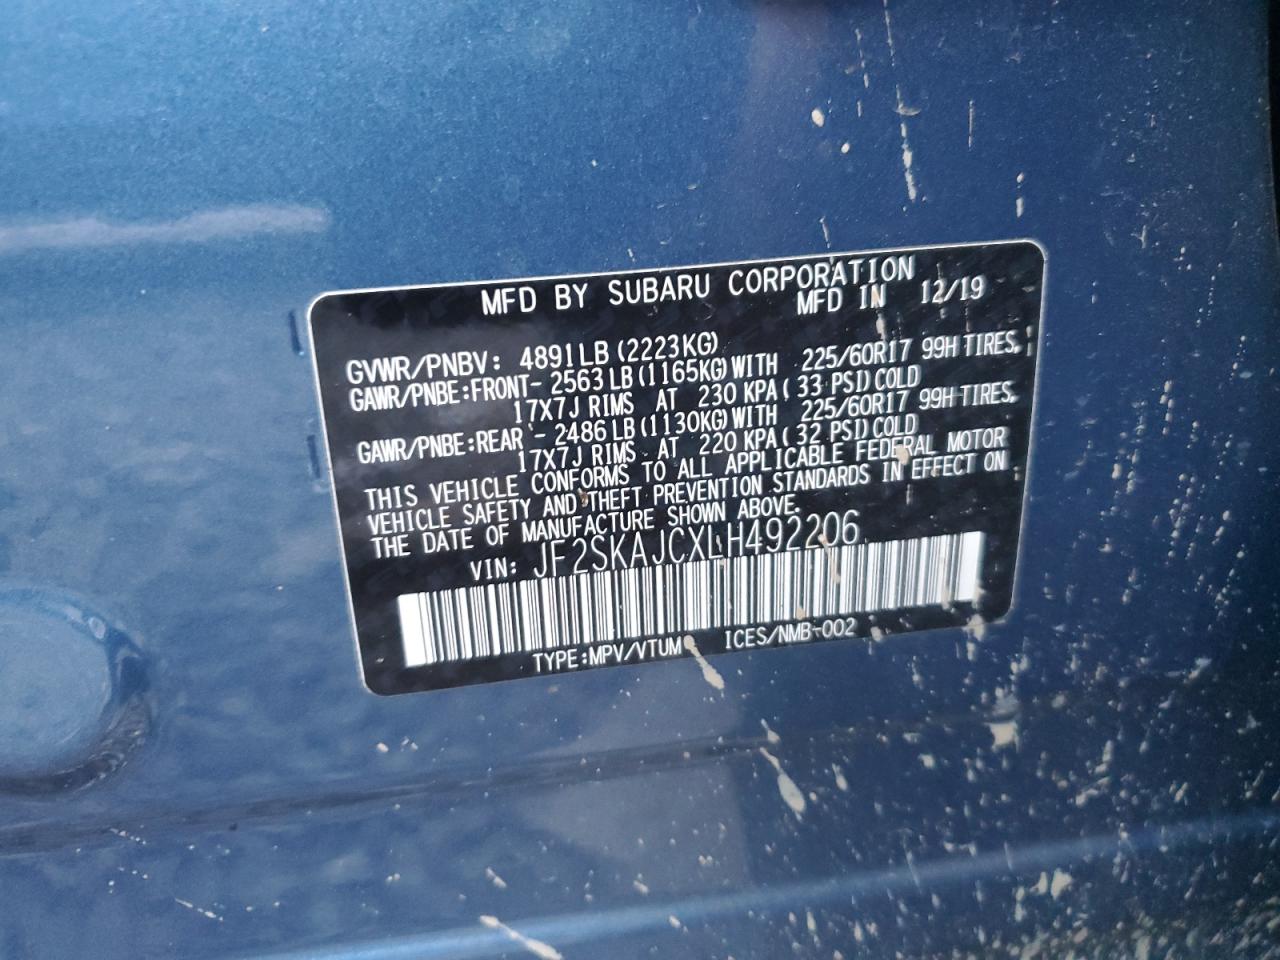 MFD BY SUBARU CORPORATION
MFD IN 12/19
GVWR/PNBV: 4891LB (2223KG)
GAWR/PNBE:FRONT- 2563LB (1165KG) WITH 225/60R17 99H TIRES,
17X7J RIMS AT 230 KPA ( 33 PSI) COLD
GAWR/PNBE:REAR - 2486LB (1130KG) WITH 225/60R17 99H TIRES,
17X7J RIMS AT 220 KPA ( 32 PSI) COLD
THIS VEHICLE CONFORMS TO ALL APPLICABLE FEDERAL MOTOR
VEHICLE SAFETY AND THEFT PREVENTION STANDARDS IN EFFECT ON
THE DATE OF MANUFACTURE SHOWN ABOVE.
VIN: JF2SKAJCXLH492206
TYPE:MPV/VTUM ICES/NMB-002